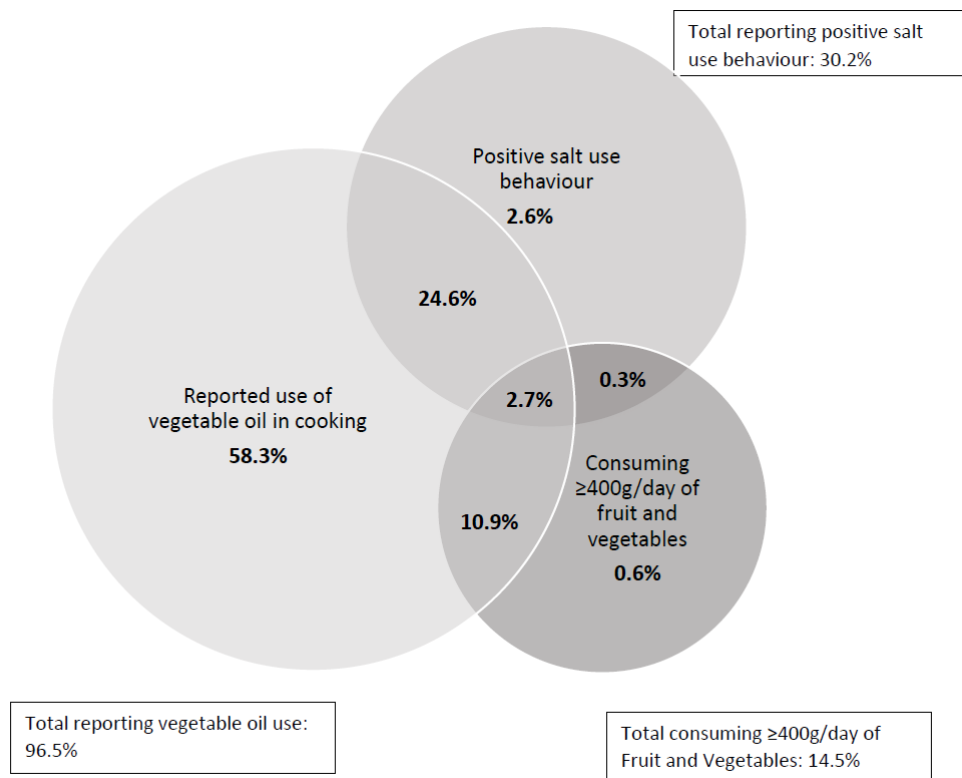 Total reporting positive salt
use behaviour: 30.2%
Positive salt use
behaviour
2.6%
24.6%
Reported use of
vegetable oil in cooking
58.3%
2.7%
0.3%
Consuming
≥400g/day of
fruit and
vegetables
0.6%
10.9%
Total reporting vegetable oil use:
96.5%
Total consuming ≥400g/day of
Fruit and Vegetables: 14.5%